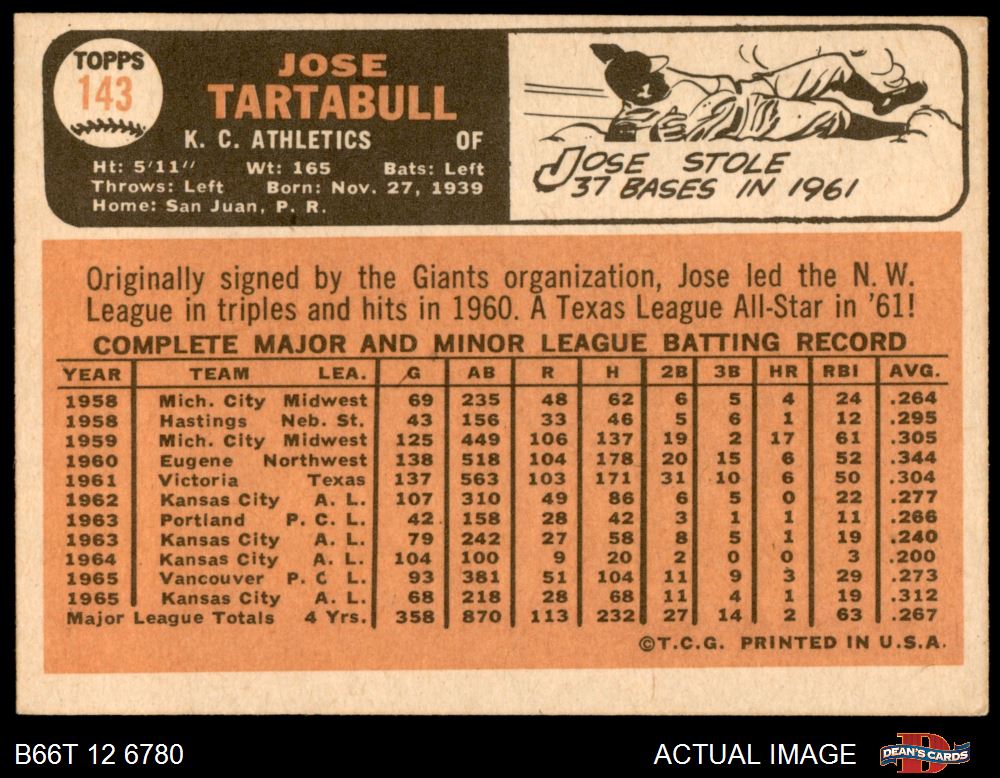 TOPPS
143
JOSE
TARTABULL
K. C. ATHLETICS OF
Ht: 5'11" Wt: 165 Bats: Left
Throws: Left Born: Nov. 27, 1939
Home: San Juan, P. R.
1
JOSE STOLE
37 BASES IN 1961
Originally signed by the Giants organization, Jose led the N. W.
League in triples and hits in 1960. A Texas League All-Star in '61!
COMPLETE MAJOR AND MINOR LEAGUE BATTING RECORD
YEAR TEAM LEA. G AB R H 2B 3B HR RBI AVG.
1958 Mich. City Midwest 69 235 48 62 6 5 4 24 .264
1958 Hastings Neb. St. 43 156 33 46 5 6 1 12 .295
1959 Mich. City Midwest 125 449 106 137 19 2 17 61 .305
1960 Eugene Northwest 138 518 104 178 20 15 6 52 .344
1961 Victoria Texas 137 563 103 171 31 10 6 50 .304
1962 Kansas City A. L. 107 310 49 86 6 5 0 22 .277
1963 Portland P. C. L. 42 158 28 42 3 1 1 11 .266
1963 Kansas City A. L. 79 242 27 58 8 5 1 19 .240
1964 Kansas City A. L. 104 100 9 20 2 0 0 3 .200
1965 Vancouver P. C L. 93 381 51 104 11 9 3 29 .273
1965 Kansas City A. L. 68 218 28 68 11 4 1 19 .312
Major League Totals 4 Yrs. 358 870 113 232 27 14 2 63 .267
©T.C.G. PRINTED IN U.S.A.
B66T 12 6780 ACTUAL IMAGE DEAN'S CARDS